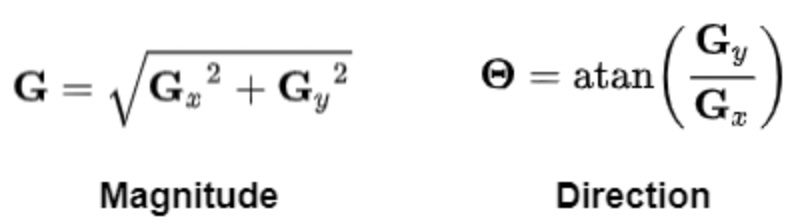 G = √(Gₓ² + Gᵧ²)
Θ = atan(Gᵧ/Gₓ)
Magnitude
Direction